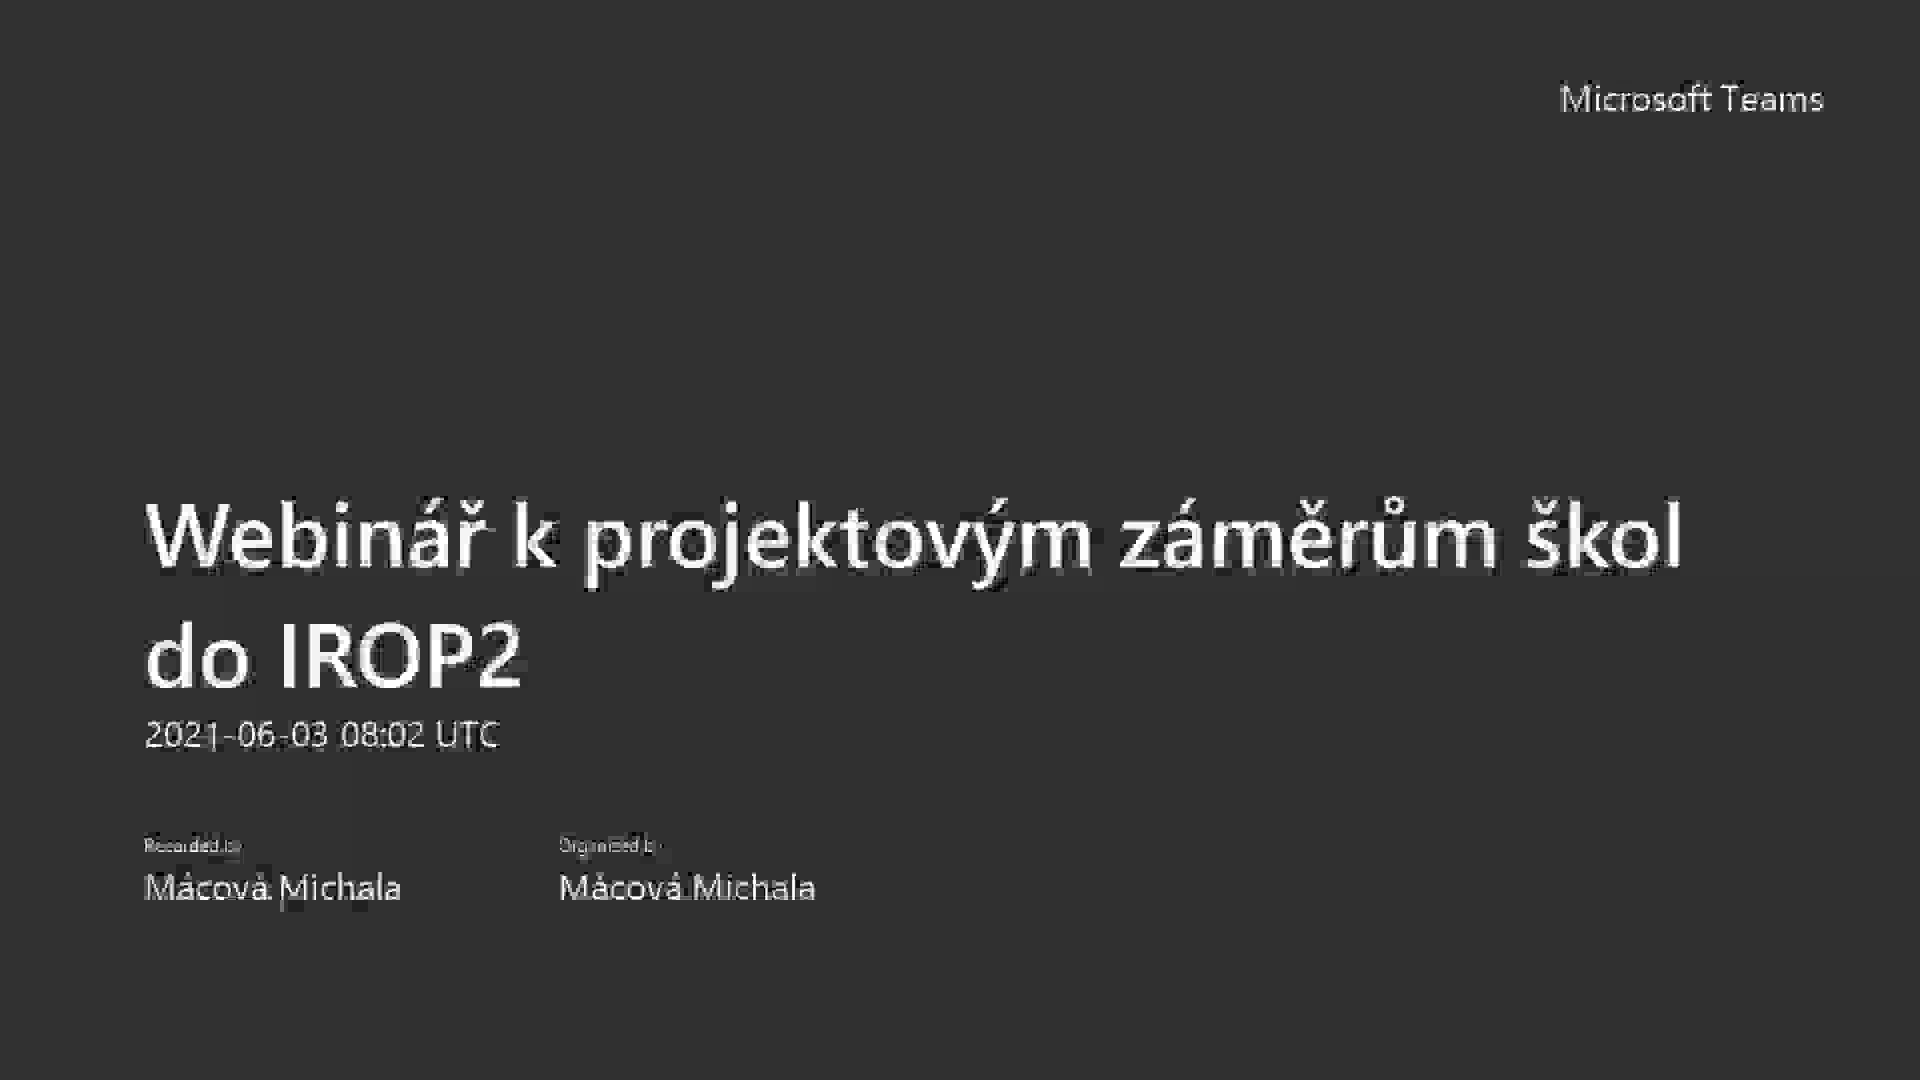 Microsoft Teams
Webinář k projektovým záměrům škol
do IROP2
2021-06-03 08:02 UTC
Recorded by
Organized by
Mácová Michala
Mácová Michala